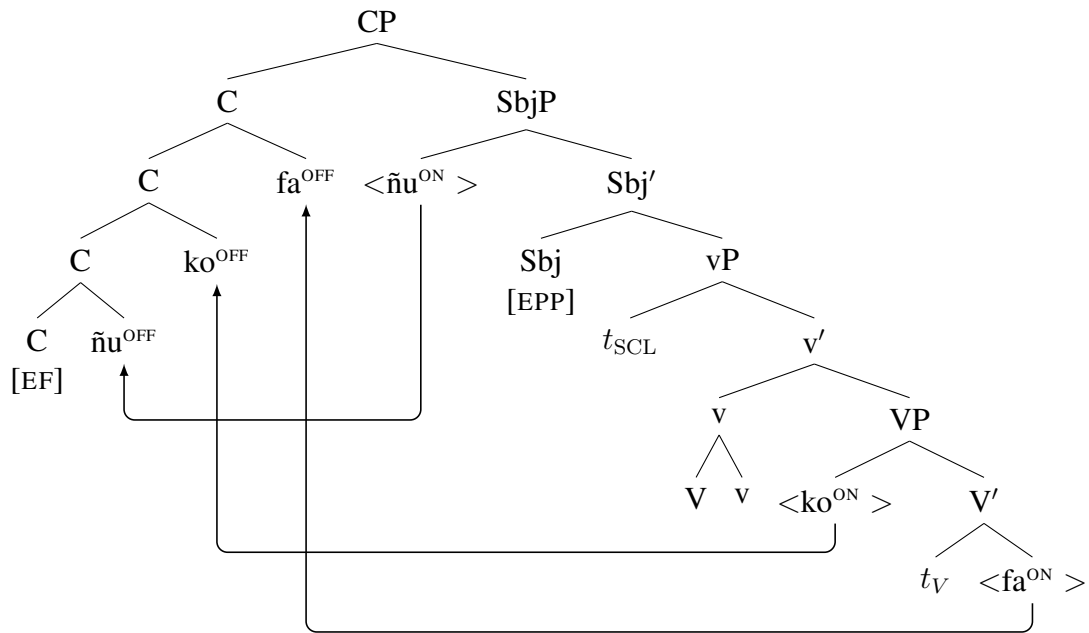 CP
C SbjP
C fa^OFF <ñu^ON > Sbj′
C ko^OFF Sbj vP
[EPP]
C ñu^OFF t_SCL v′
[EF]
v VP
V v <ko^ON > V′
t_V <fa^ON >